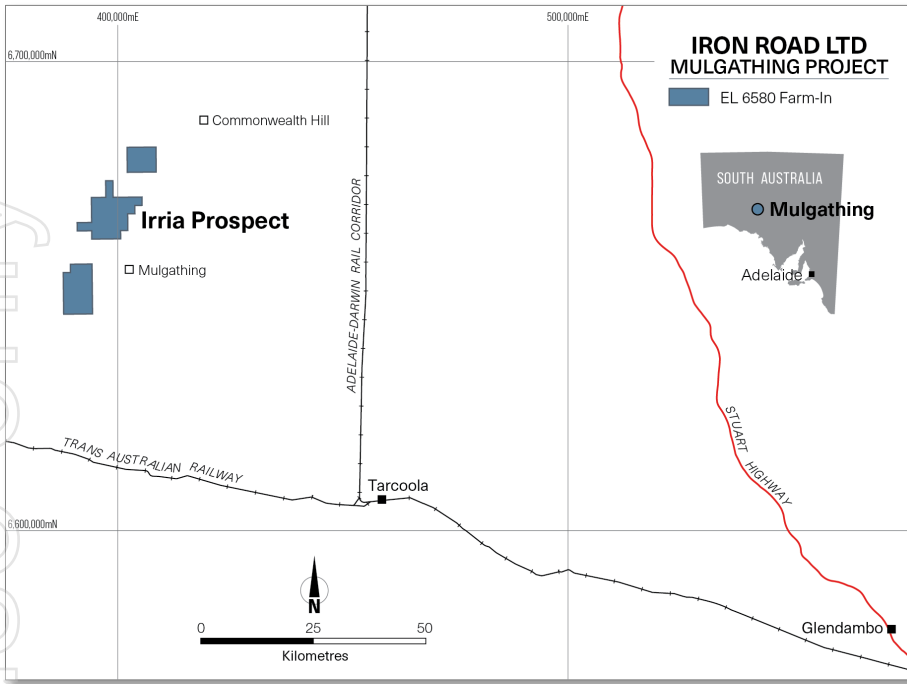 400,000mE
500,000mE
6,700,000mN
IRON ROAD LTD
MULGATHING PROJECT
EL 6580 Farm-In
Commonwealth Hill
SOUTH AUSTRALIA
Mulgathing
Adelaide
Irria Prospect
Mulgathing
ADELAIDE-DARWIN RAIL CORRIDOR
STUART HIGHWAY
TRANS AUSTRALIAN RAILWAY
Tarcoola
6,600,000mN
N
0 25 50
Kilometres
Glendambo